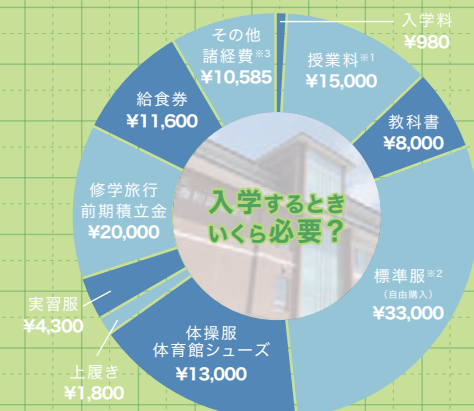 入学するとき
いくら必要？
入学料
¥980
授業料※1
¥15,000
教科書
¥8,000
標準服※2
（自由購入）
¥33,000
体操服
体育館シューズ
¥13,000
上履き
¥1,800
実習服
¥4,300
修学旅行
前期積立金
¥20,000
給食券
¥11,600
その他
諸経費※3
¥10,585